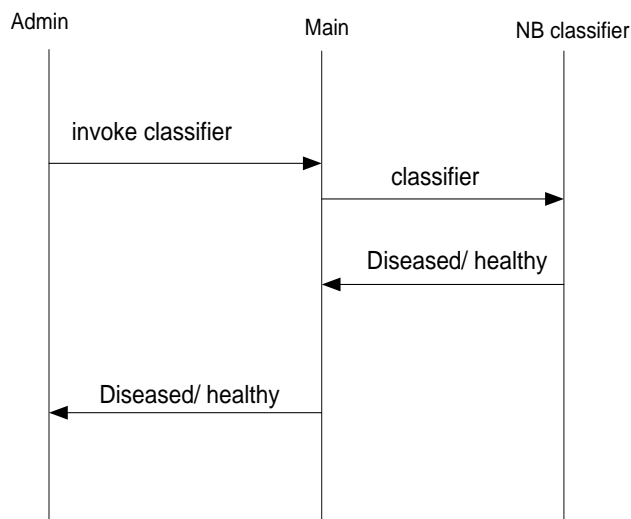 Admin
Main
NB classifier
invoke classifier
classifier
Diseased/ healthy
Diseased/ healthy